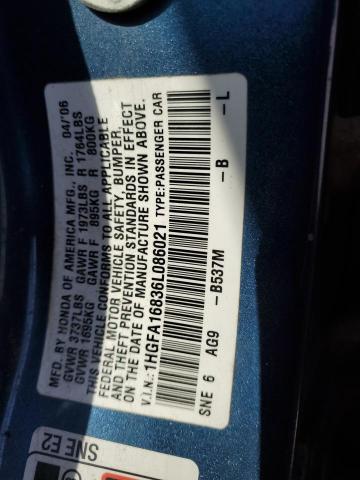 MFD. BY HONDA OF AMERICA MFG., INC. 04/'06
GVWR 3737LBS GAWR F 1973LBS R 1764LBS
GVWR 1695KG GAWR F 895KG R 800KG
THIS VEHICLE CONFORMS TO ALL APPLICABLE
FEDERAL MOTOR VEHICLE SAFETY, BUMPER,
AND THEFT PREVENTION STANDARDS IN EFFECT
ON THE DATE OF MANUFACTURE SHOWN ABOVE.
V.I.N.: 1HGFA16836L086021 TYPE:PASSENGER CAR
SNE 6 AG9 -B537M -B -L
SNE E2